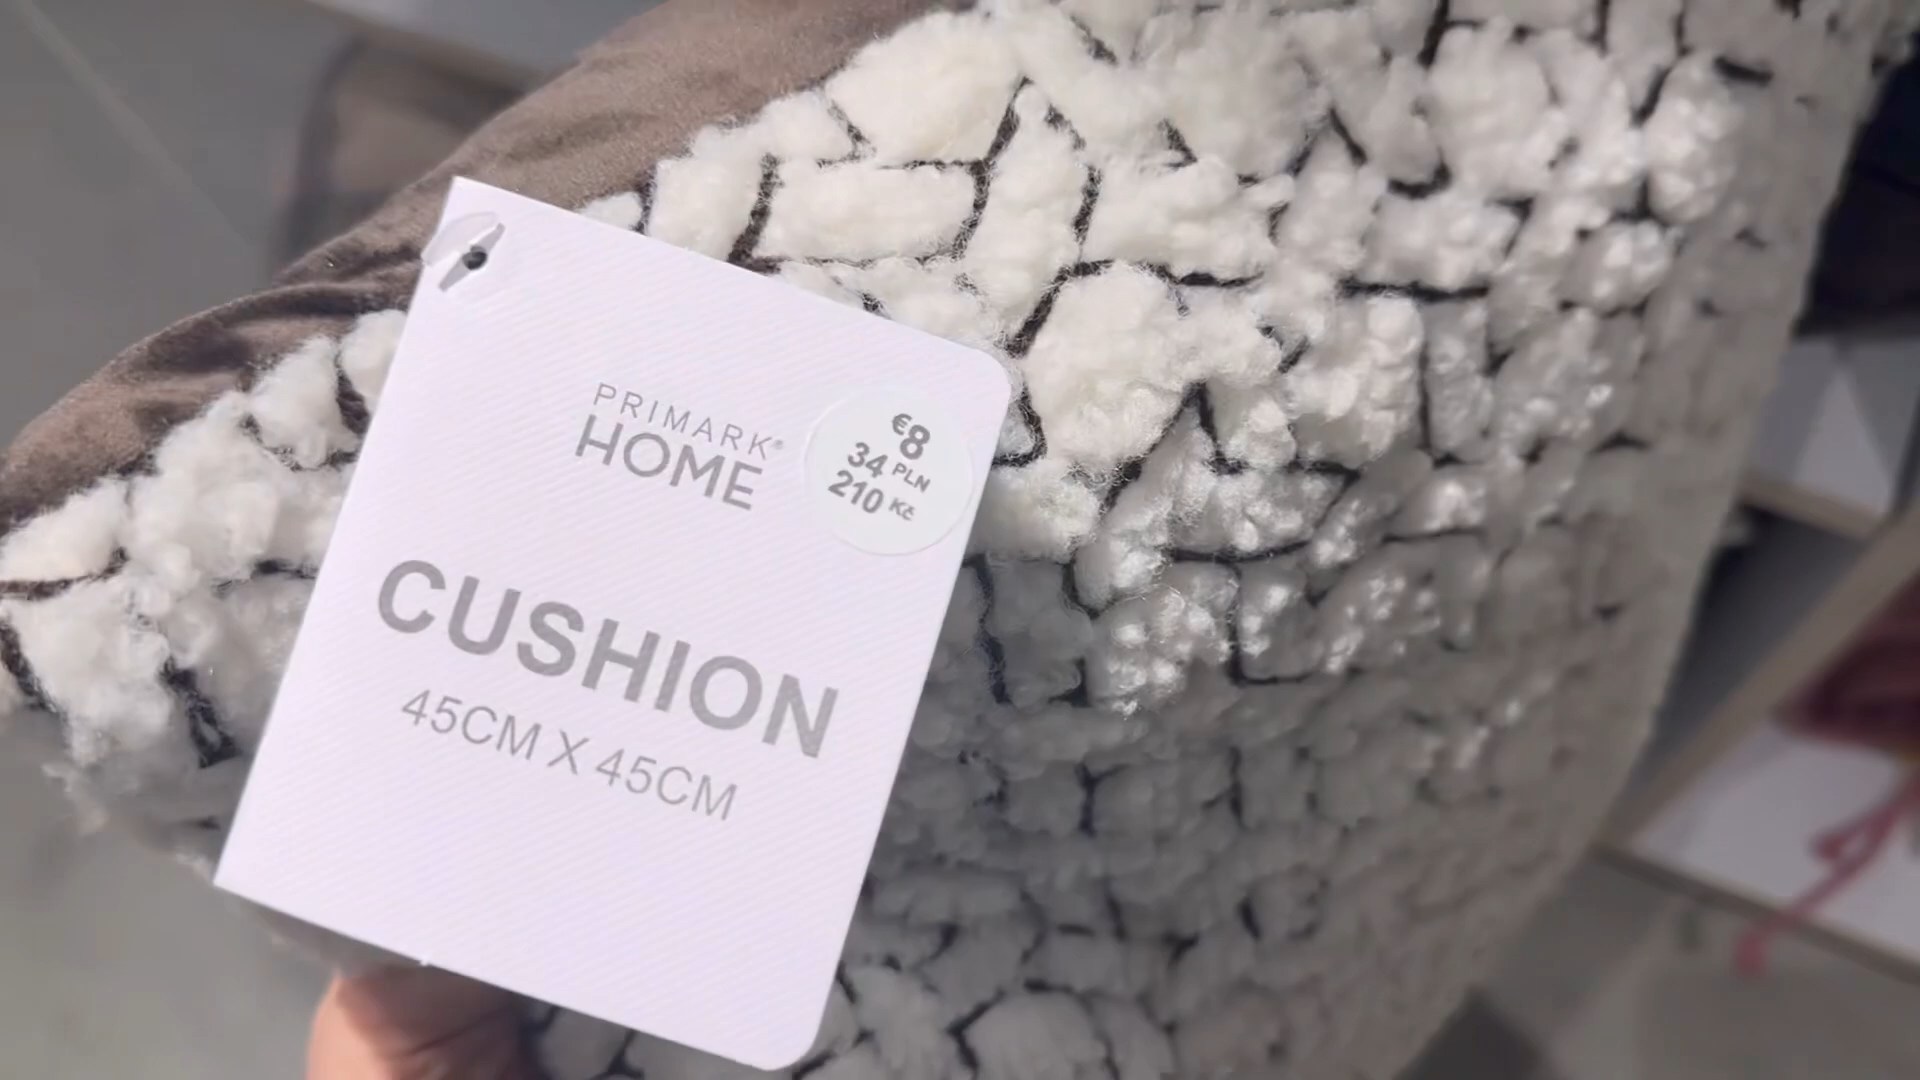 PRIMARK®
HOME
€8
34 PLN
210 Kč
CUSHION
45CM X 45CM